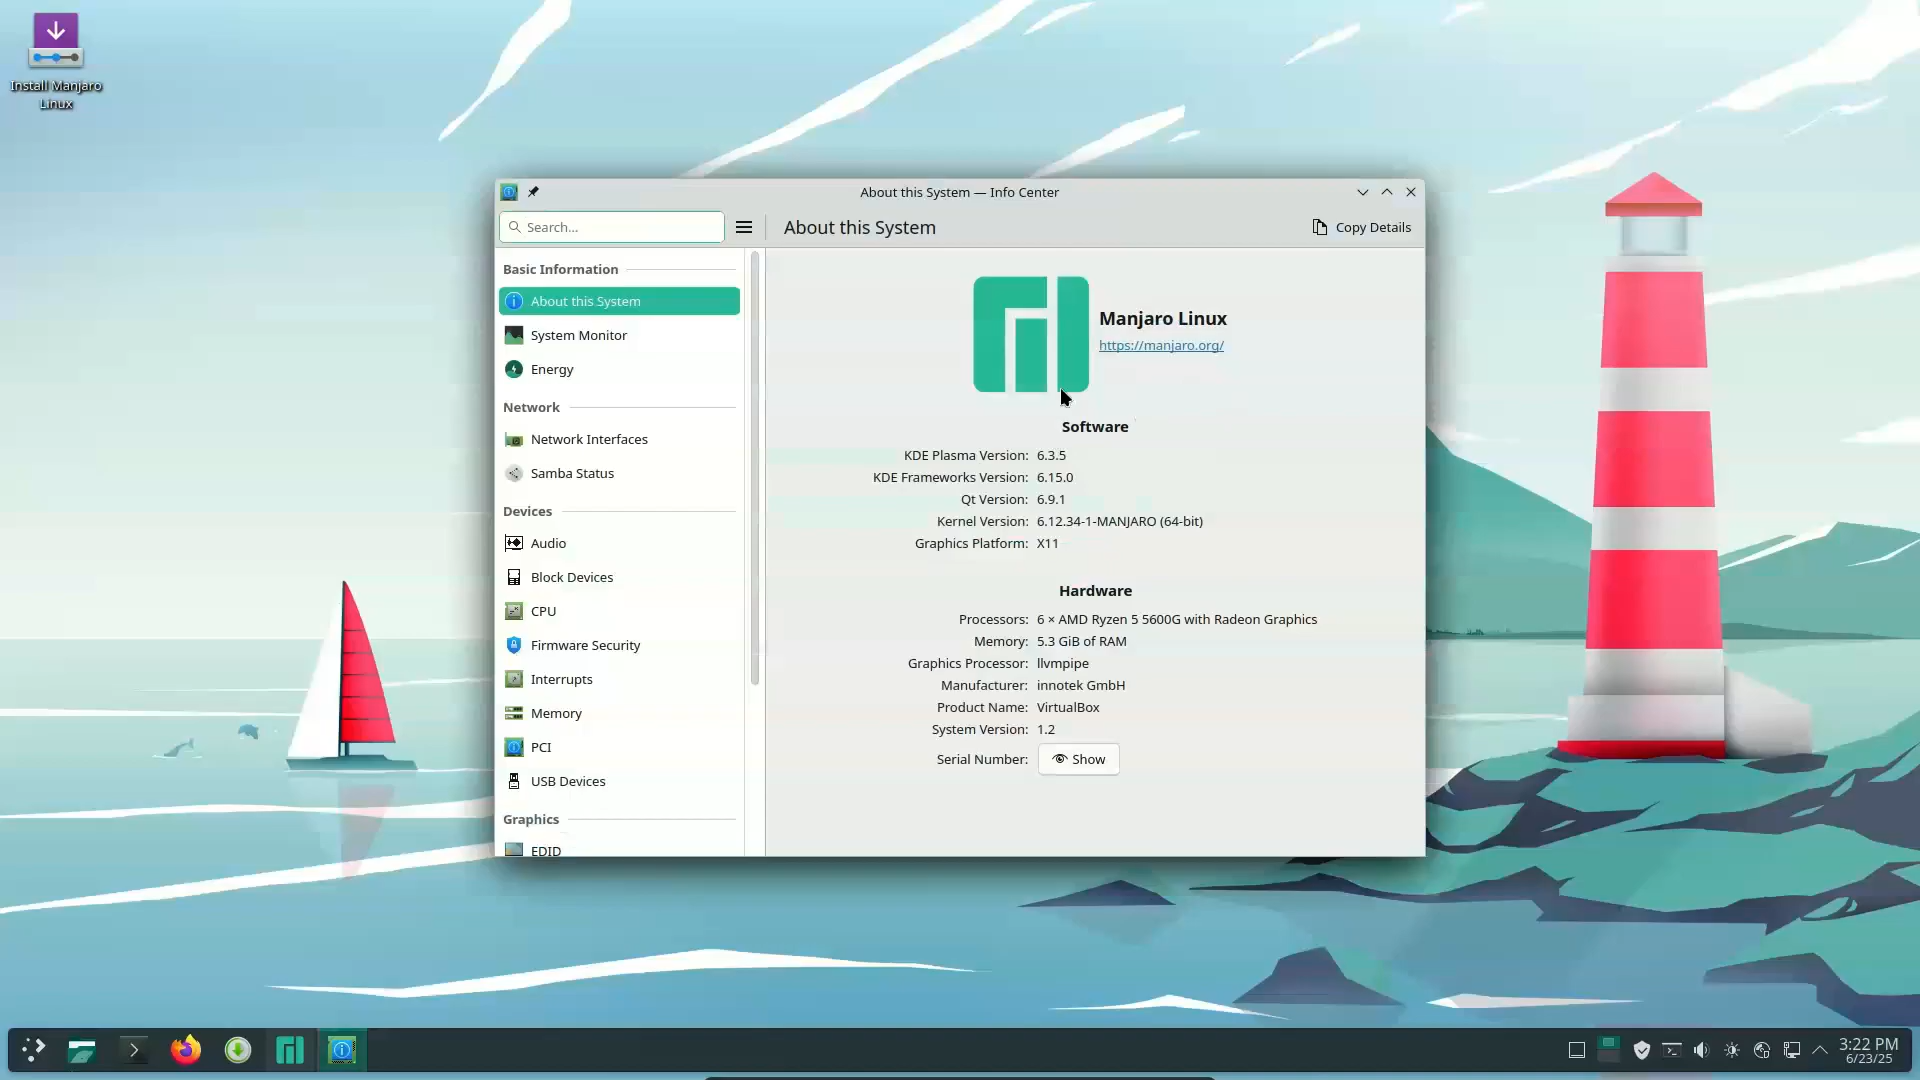 Install Manjaro
Linux
About this System — Info Center
Search...
About this System
Copy Details
Basic Information
About this System
System Monitor
Energy
Network
Network Interfaces
Samba Status
Devices
Audio
Block Devices
CPU
Firmware Security
Interrupts
Memory
PCI
USB Devices
Graphics
EDID
Manjaro Linux
https://manjaro.org/
Software
KDE Plasma Version: 6.3.5
KDE Frameworks Version: 6.15.0
Qt Version: 6.9.1
Kernel Version: 6.12.34-1-MANJARO (64-bit)
Graphics Platform: X11
Hardware
Processors: 6 × AMD Ryzen 5 5600G with Radeon Graphics
Memory: 5.3 GiB of RAM
Graphics Processor: llvmpipe
Manufacturer: innotek GmbH
Product Name: VirtualBox
System Version: 1.2
Serial Number: Show
3:22 PM
6/23/25